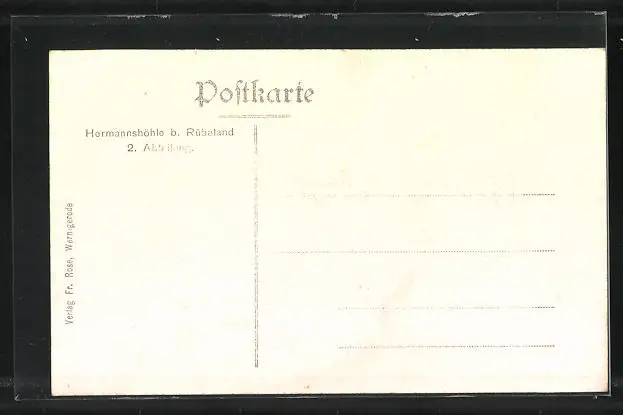 Postkarte
Hermannshöhle b. Rübeland
2. Abteilung.
Verlag Fr. Rose, Wernigerode